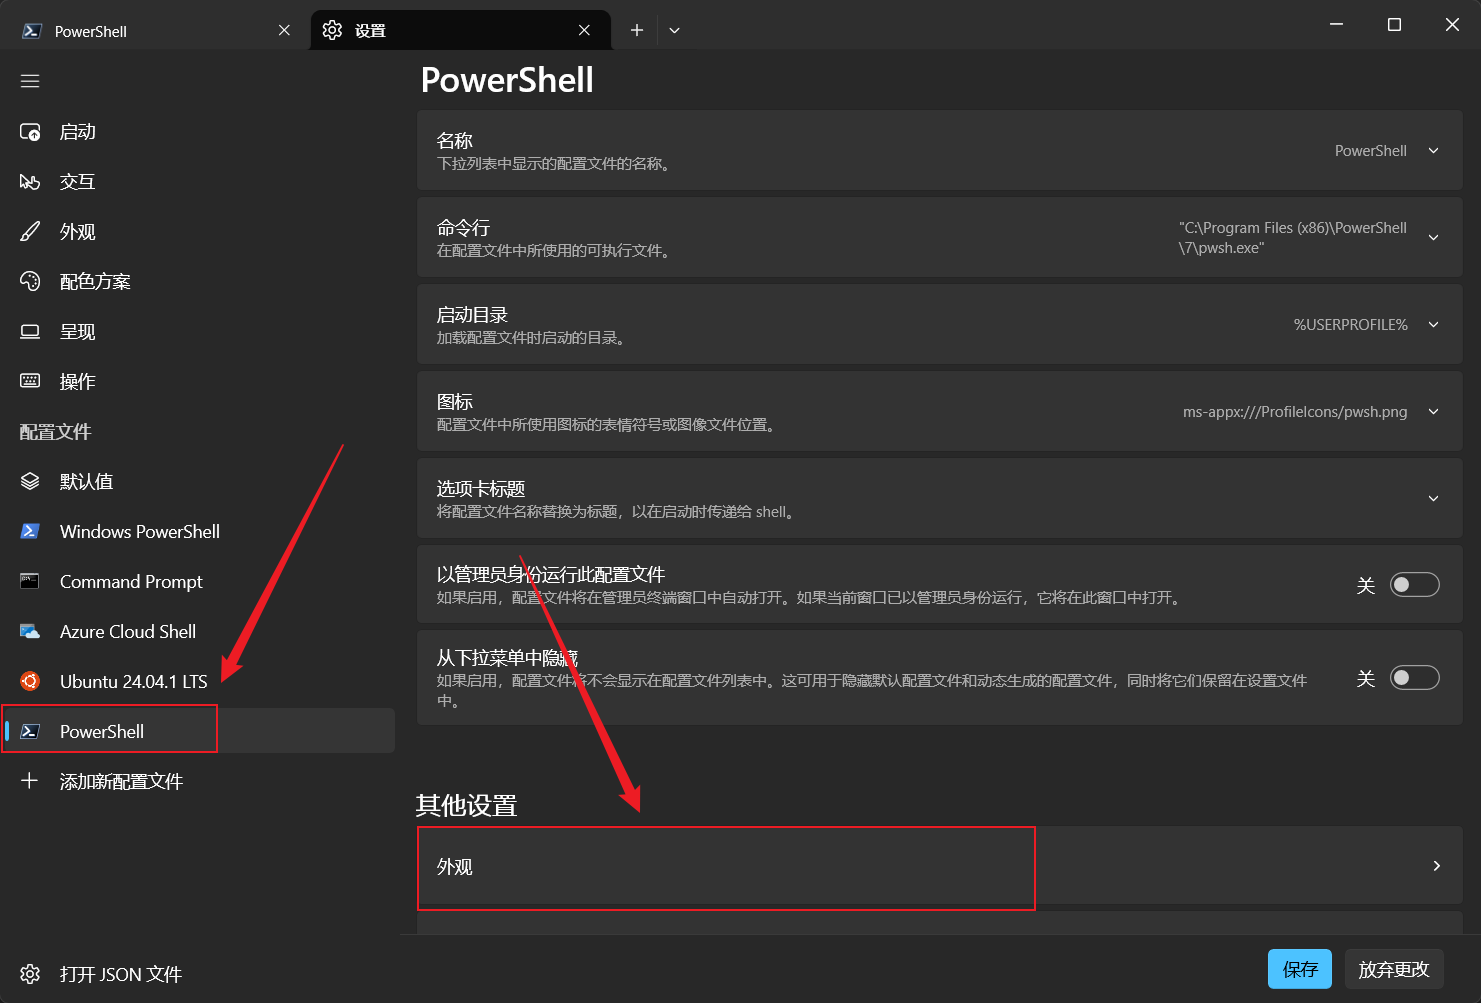 PowerShell
设置
启动
交互
外观
配色方案
呈现
操作
配置文件
默认值
Windows PowerShell
Command Prompt
Azure Cloud Shell
Ubuntu 24.04.1 LTS
PowerShell
添加新配置文件
打开 JSON 文件
PowerShell
名称
下拉列表中显示的配置文件的名称。
PowerShell
命令行
在配置文件中所使用的可执行文件。
"C:\Program Files (x86)\PowerShell
\7\pwsh.exe"
启动目录
加载配置文件时启动的目录。
%USERPROFILE%
图标
配置文件中所使用图标的表情符号或图像文件位置。
ms-appx:///ProfileIcons/pwsh.png
选项卡标题
将配置文件名称替换为标题，以在启动时传递给 shell。
以管理员身份运行此配置文件
如果启用，配置文件将在管理员终端窗口中自动打开。如果当前窗口已以管理员身份运行，它将在此窗口中打开。
关
从下拉菜单中隐藏
如果启用，配置文件将不会显示在配置文件列表中。这可用于隐藏默认配置文件和动态生成的配置文件，同时将它们保留在设置文件
中。
关
其他设置
外观
保存
放弃更改